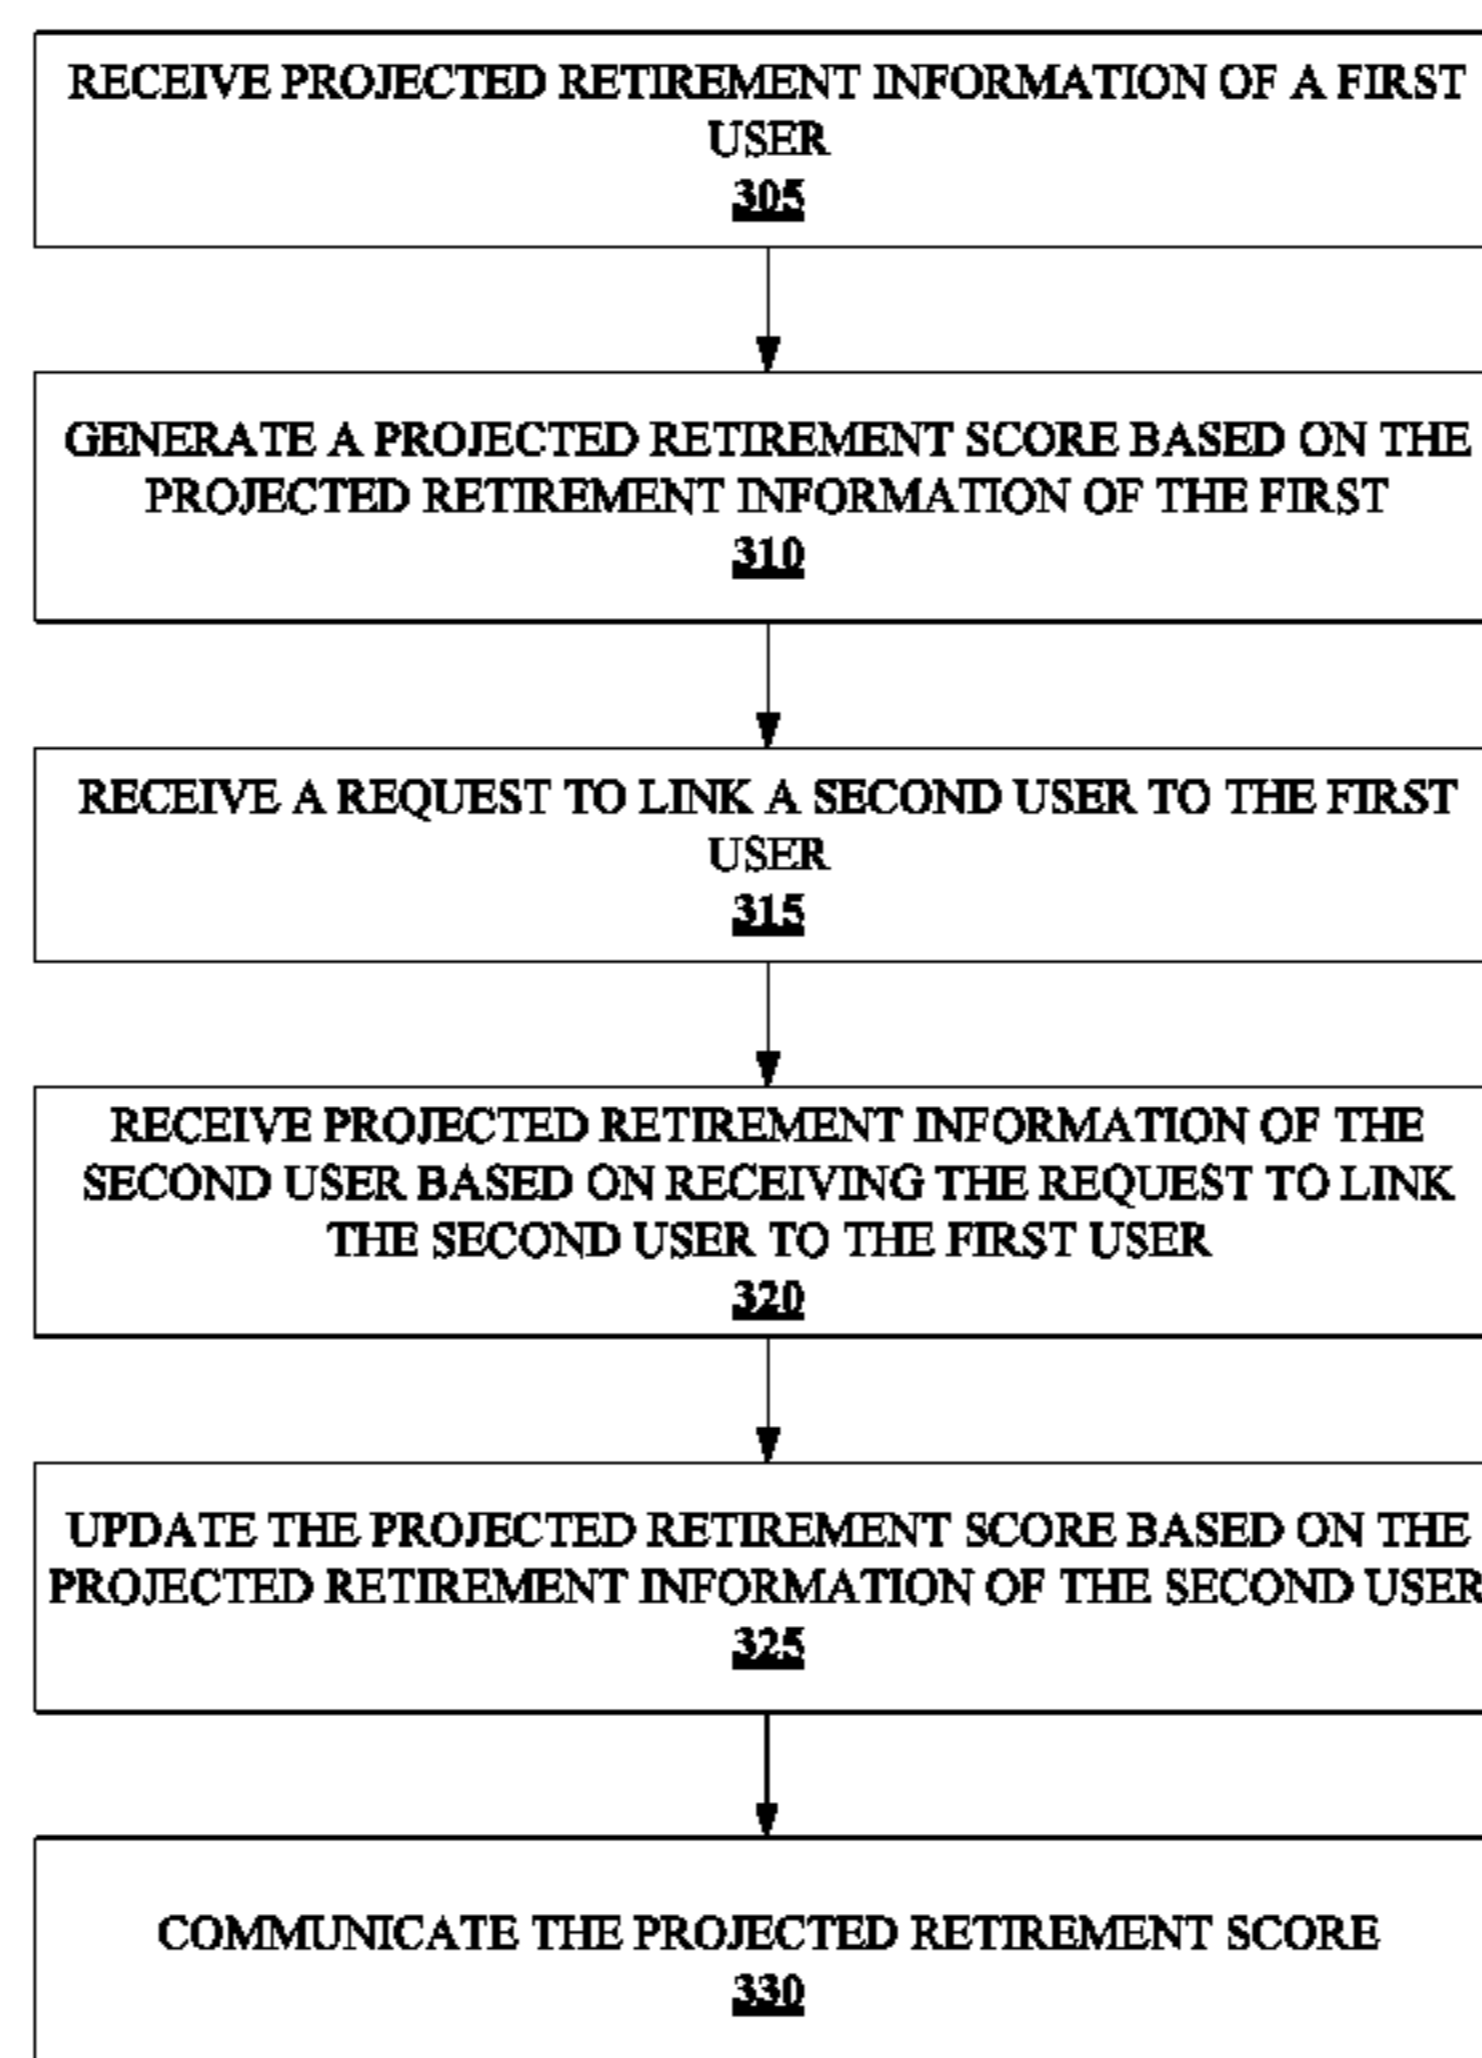 RECEIVE PROJECTED RETIREMENT INFORMATION OF A FIRST
USER
305
GENERATE A PROJECTED RETIREMENT SCORE BASED ON THE
PROJECTED RETIREMENT INFORMATION OF THE FIRST
310
RECEIVE A REQUEST TO LINK A SECOND USER TO THE FIRST
USER
315
RECEIVE PROJECTED RETIREMENT INFORMATION OF THE
SECOND USER BASED ON RECEIVING THE REQUEST TO LINK
THE SECOND USER TO THE FIRST USER
320
UPDATE THE PROJECTED RETIREMENT SCORE BASED ON THE
PROJECTED RETIREMENT INFORMATION OF THE SECOND USER
325
COMMUNICATE THE PROJECTED RETIREMENT SCORE
330